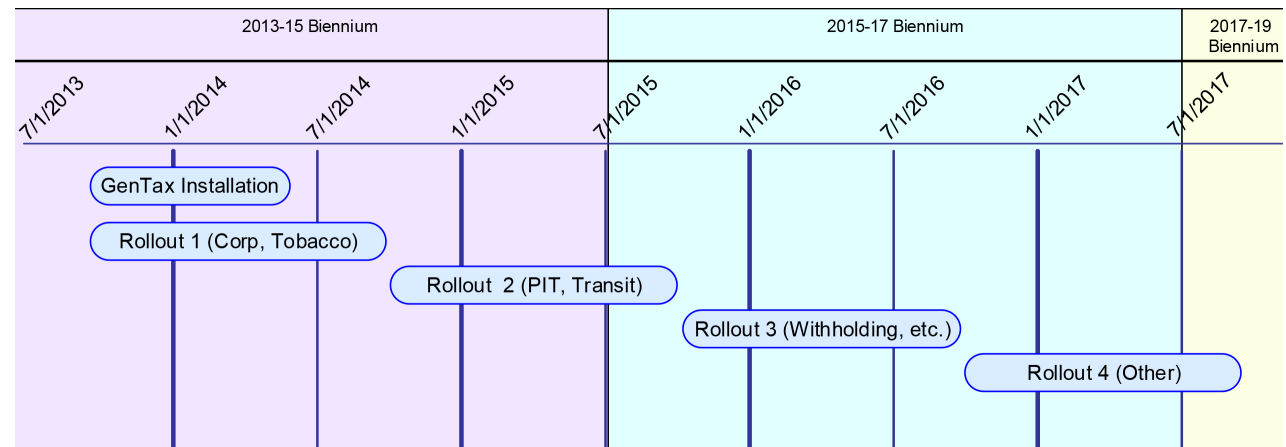 2013-15 Biennium
2015-17 Biennium
2017-19
Biennium
7/1/2013
1/1/2014
7/1/2014
1/1/2015
7/1/2015
1/1/2016
7/1/2016
1/1/2017
7/1/2017
GenTax Installation
Rollout 1 (Corp, Tobacco)
Rollout  2 (PIT, Transit)
Rollout 3 (Withholding, etc.)
Rollout 4 (Other)